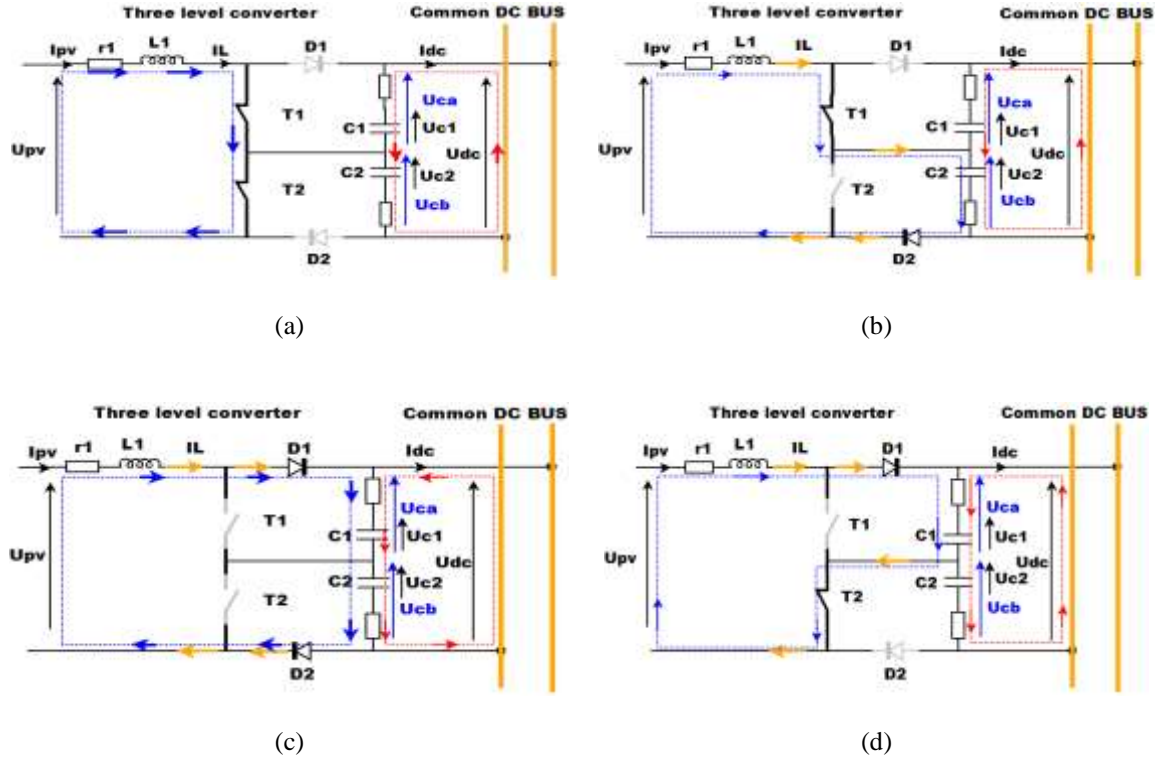 Three level converter Common DC BUS
Ipv r1 L1 IL D1 Idc
T1 C1 Uca Uc1
Upv Udc
T2 C2 Uc2 Ucb
D2
(a)
Three level converter Common DC BUS
Ipv r1 L1 IL D1 Idc
T1 C1 Uca Uc1
Upv Udc
T2 C2 Uc2 Ucb
D2
(b)
Three level converter Common DC BUS
Ipv r1 L1 IL D1 Idc
T1 C1 Uca Uc1
Upv Udc
T2 C2 Uc2 Ucb
D2
(c)
Three level converter Common DC BUS
Ipv r1 L1 IL D1 Idc
T1 C1 Uca Uc1
Upv Udc
T2 C2 Uc2 Ucb
D2
(d)